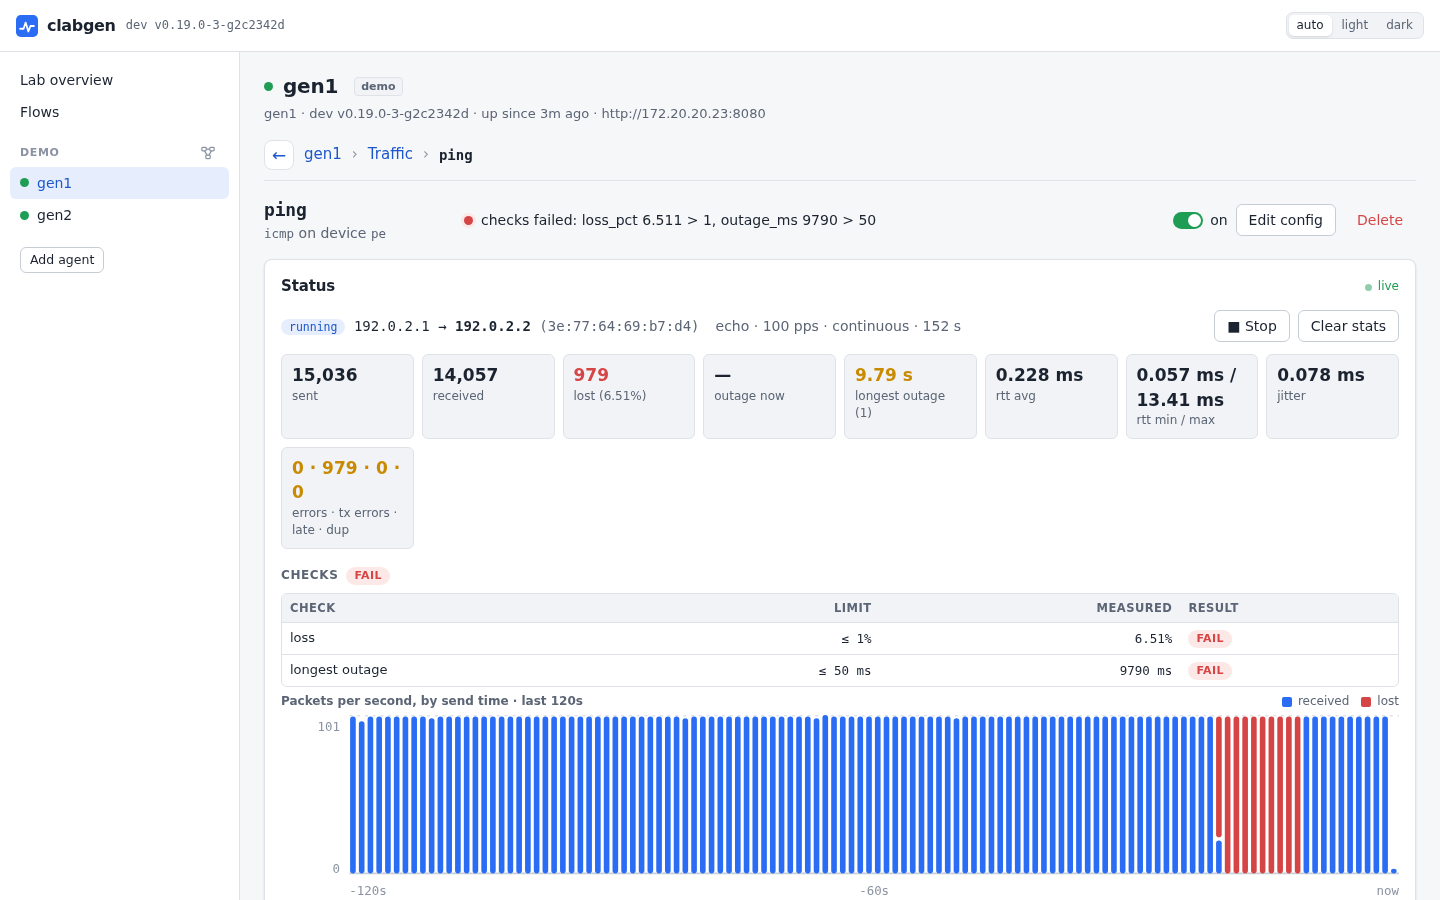 clabgen dev v0.19.0-3-g2c2342d auto light dark
Lab overview
Flows
DEMO
gen1
gen2
Add agent
gen1 demo
gen1 · dev v0.19.0-3-g2c2342d · up since 3m ago · http://172.20.20.23:8080
← gen1 › Traffic › ping
ping
icmp on device pe
checks failed: loss_pct 6.511 > 1, outage_ms 9790 > 50
on Edit config Delete
Status live
running 192.0.2.1 → 192.0.2.2 (3e:77:64:69:b7:d4) echo · 100 pps · continuous · 152 s ■ Stop Clear stats
15,036
sent
14,057
received
979
lost (6.51%)
—
outage now
9.79 s
longest outage
(1)
0.228 ms
rtt avg
0.057 ms /
13.41 ms
rtt min / max
0.078 ms
jitter
0 · 979 · 0 ·
0
errors · tx errors ·
late · dup
CHECKS FAIL
CHECK LIMIT MEASURED RESULT
loss ≤ 1% 6.51% FAIL
longest outage ≤ 50 ms 9790 ms FAIL
Packets per second, by send time · last 120s received lost
101
0
-120s -60s now